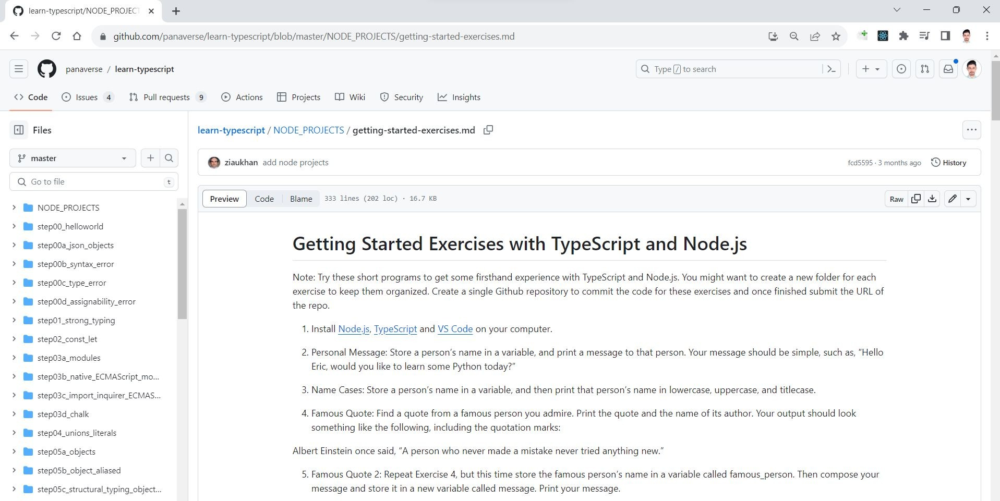 learn-typescript/NODE_PROJECT
github.com/panaverse/learn-typescript/blob/master/NODE_PROJECTS/getting-started-exercises.md
panaverse / learn-typescript
Type / to search
Code
Issues 4
Pull requests 9
Actions
Projects
Wiki
Security
Insights
Files
master
Go to file
t
NODE_PROJECTS
step00_helloworld
step00a_json_objects
step00b_syntax_error
step00c_type_error
step00d_assignability_error
step01_strong_typing
step02_const_let
step03a_modules
step03b_native_ECMAScript_mo...
step03c_import_inquirer_ECMAS...
step03d_chalk
step04_unions_literals
step05a_objects
step05b_object_aliased
step05c_structural_typing_object...
learn-typescript / NODE_PROJECTS / getting-started-exercises.md
ziaukhan add node projects
fcd5595 · 3 months ago
History
Preview
Code
Blame
333 lines (202 loc) · 16.7 KB
Raw
Getting Started Exercises with TypeScript and Node.js
Note: Try these short programs to get some firsthand experience with TypeScript and Node.js. You might want to create a new folder for each
exercise to keep them organized. Create a single Github repository to commit the code for these exercises and once finished submit the URL of
the repo.
1. Install Node.js, TypeScript and VS Code on your computer.
2. Personal Message: Store a person’s name in a variable, and print a message to that person. Your message should be simple, such as, “Hello
Eric, would you like to learn some Python today?”
3. Name Cases: Store a person’s name in a variable, and then print that person’s name in lowercase, uppercase, and titlecase.
4. Famous Quote: Find a quote from a famous person you admire. Print the quote and the name of its author. Your output should look
something like the following, including the quotation marks:
Albert Einstein once said, “A person who never made a mistake never tried anything new.”
5. Famous Quote 2: Repeat Exercise 4, but this time store the famous person’s name in a variable called famous_person. Then compose your
message and store it in a new variable called message. Print your message.